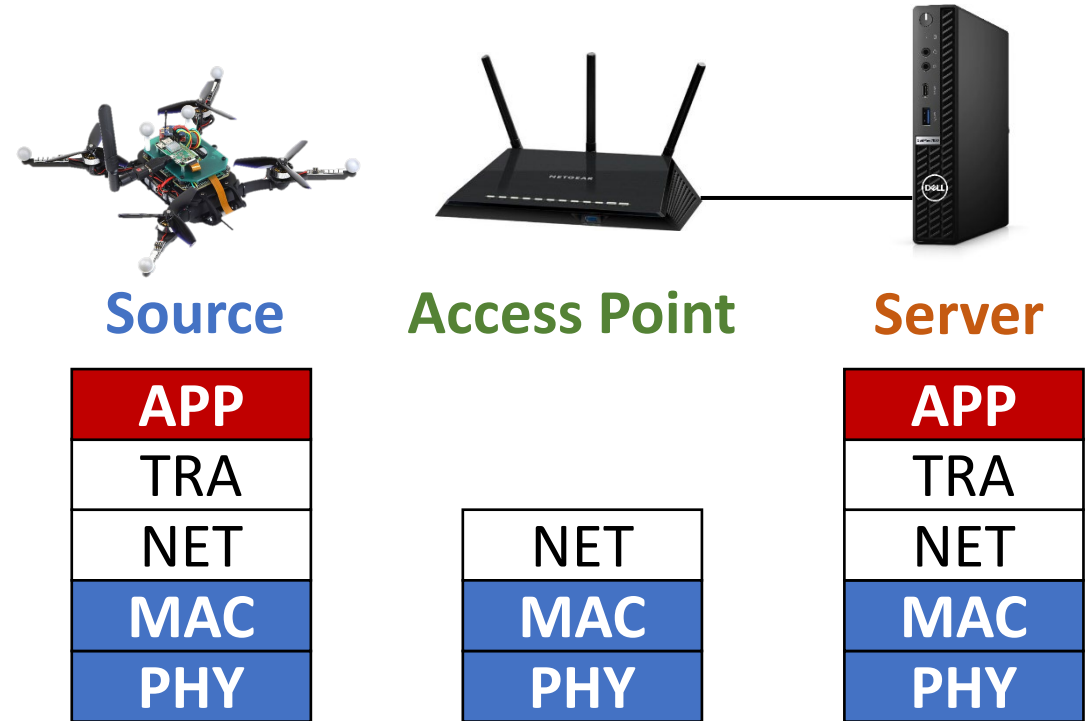 NETGEAR
DELL
Source
Access Point
Server
APP
TRA
NET
MAC
PHY
NET
MAC
PHY
APP
TRA
NET
MAC
PHY